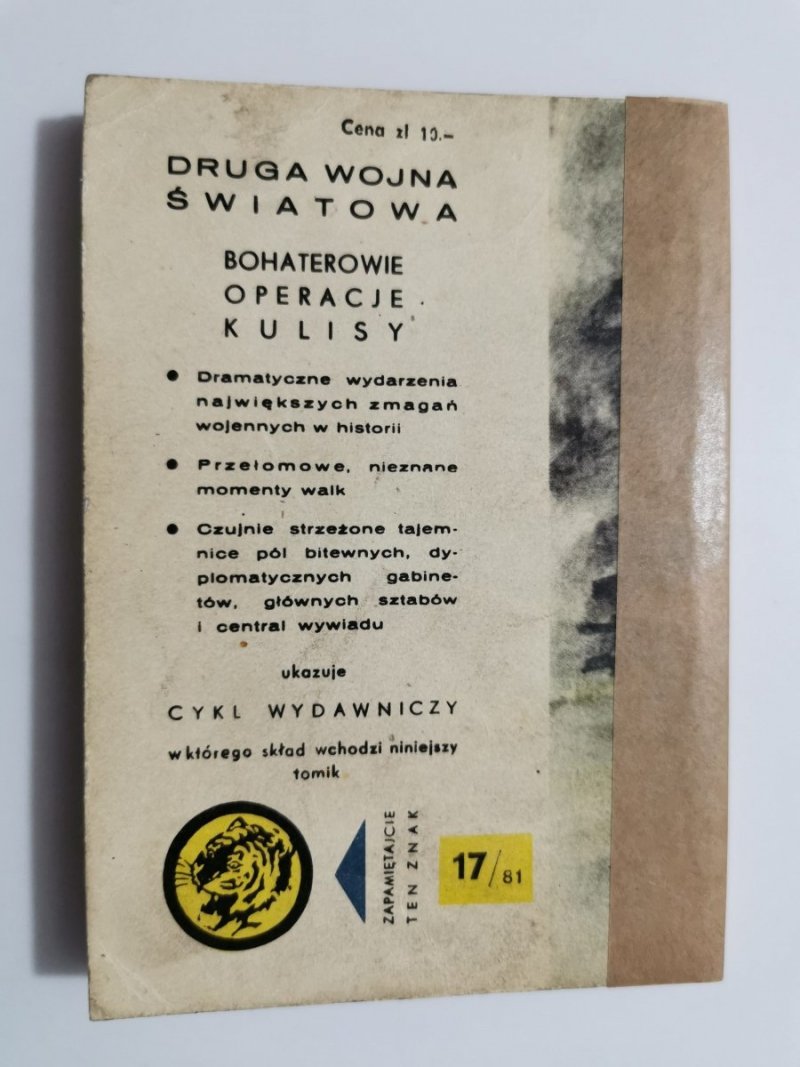 Cena zł 10.–
DRUGA WOJNA
ŚWIATOWA
BOHATEROWIE
OPERACJE
KULISY
● Dramatyczne wydarzenia
największych zmagań
wojennych w historii
● Przełomowe, nieznane
momenty walk
● Czujnie strzeżone tajem-
nice pól bitewnych, dy-
plomatycznych gabine-
tów, głównych sztabów
i central wywiadu
ukazuje
CYKL WYDAWNICZY
w którego skład wchodzi niniejszy
tomik
ZAPAMIĘTAJCIE
TEN ZNAK
17/81